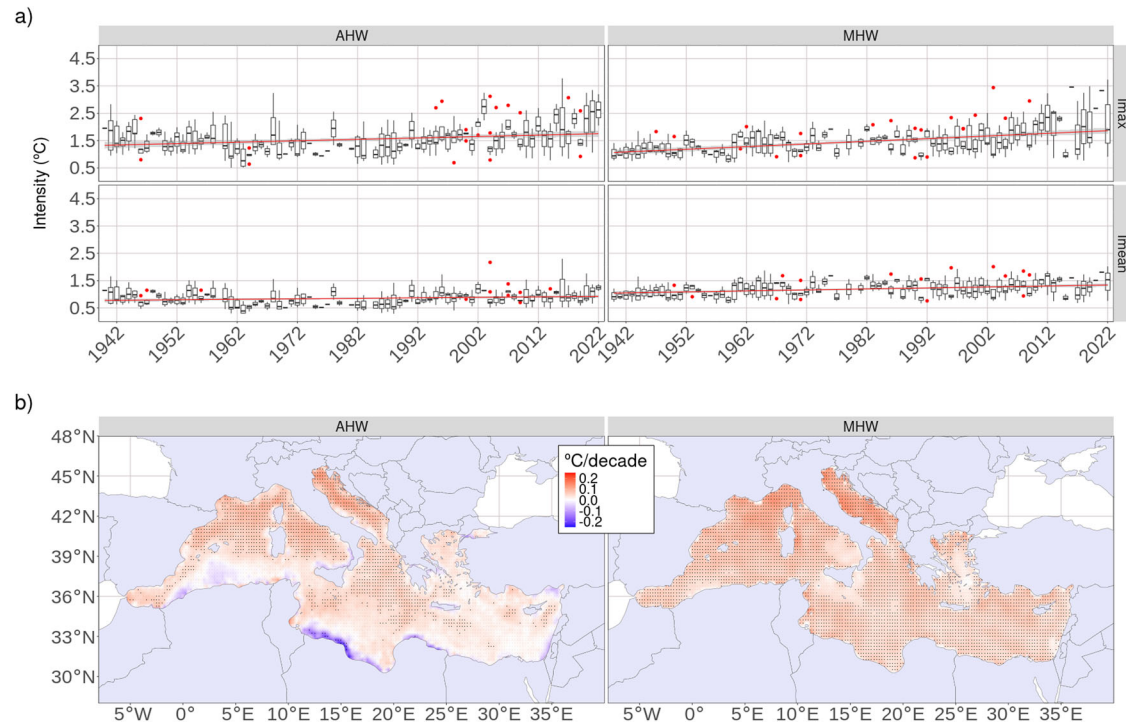 a)
AHW MHW
4.5
3.5
2.5
1.5
0.5
Imax
4.5
3.5
2.5
1.5
0.5
Imean
Intensity (ºC)
1942 1952 1962 1972 1982 1992 2002 2012 2022 1942 1952 1962 1972 1982 1992 2002 2012 2022
b)
AHW MHW
48°N
45°N
42°N
39°N
36°N
33°N
30°N
ºC/decade
0.2
0.1
0.0
-0.1
-0.2
5°W 0° 5°E 10°E 15°E 20°E 25°E 30°E 35°E 5°W 0° 5°E 10°E 15°E 20°E 25°E 30°E 35°E